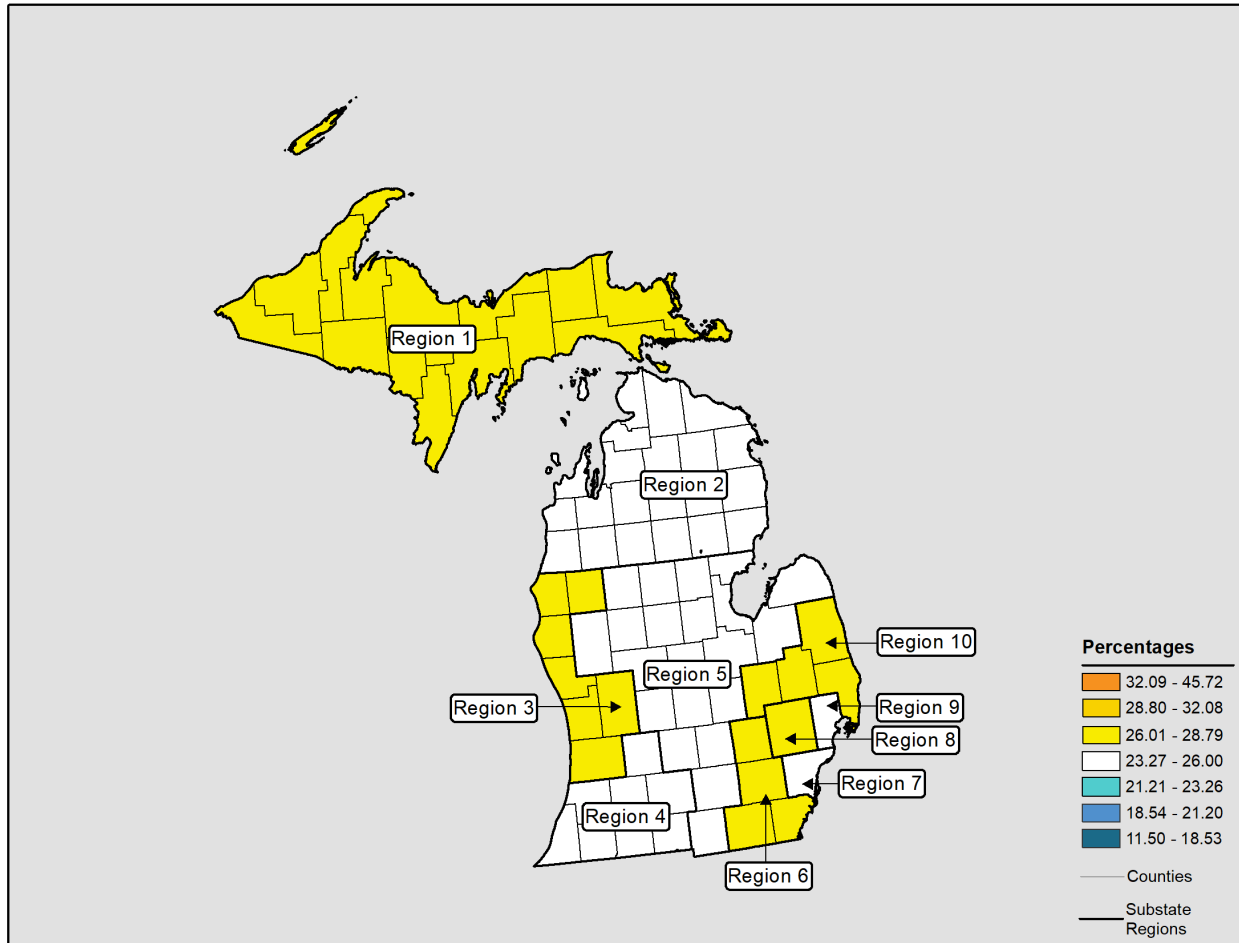 Region 1
Region 2
Region 10
Region 5
Region 3
Region 9
Region 8
Region 7
Region 4
Region 6
Percentages
32.09 - 45.72
28.80 - 32.08
26.01 - 28.79
23.27 - 26.00
21.21 - 23.26
18.54 - 21.20
11.50 - 18.53
Counties
Substate
Regions